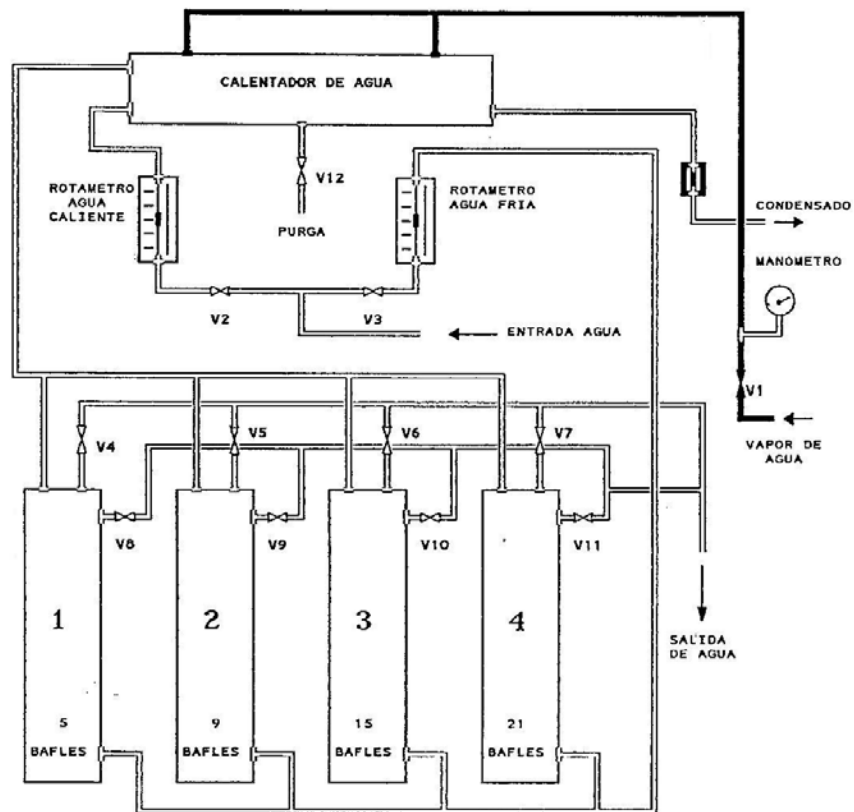 CALENTADOR DE AGUA
V12
ROTAMETRO
AGUA
CALIENTE
ROTAMETRO
AGUA FRIA
PURGA
CONDENSADO
MANOMETRO
V2
V3
ENTRADA AGUA
V1
VAPOR DE
AGUA
V4
V5
V6
V7
V8
V9
V10
V11
1
2
3
4
SALIDA
DE AGUA
5
BAFLES
9
BAFLES
15
BAFLES
21
BAFLES